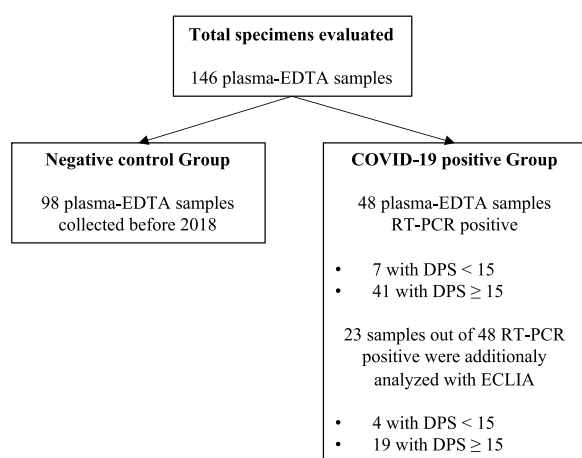 Total specimens evaluated
146 plasma-EDTA samples
Negative control Group
98 plasma-EDTA samples
collected before 2018
COVID-19 positive Group
48 plasma-EDTA samples
RT-PCR positive
• 7 with DPS < 15
• 41 with DPS ≥ 15
23 samples out of 48 RT-PCR
positive were additionaly
analyzed with ECLIA
• 4 with DPS < 15
• 19 with DPS ≥ 15